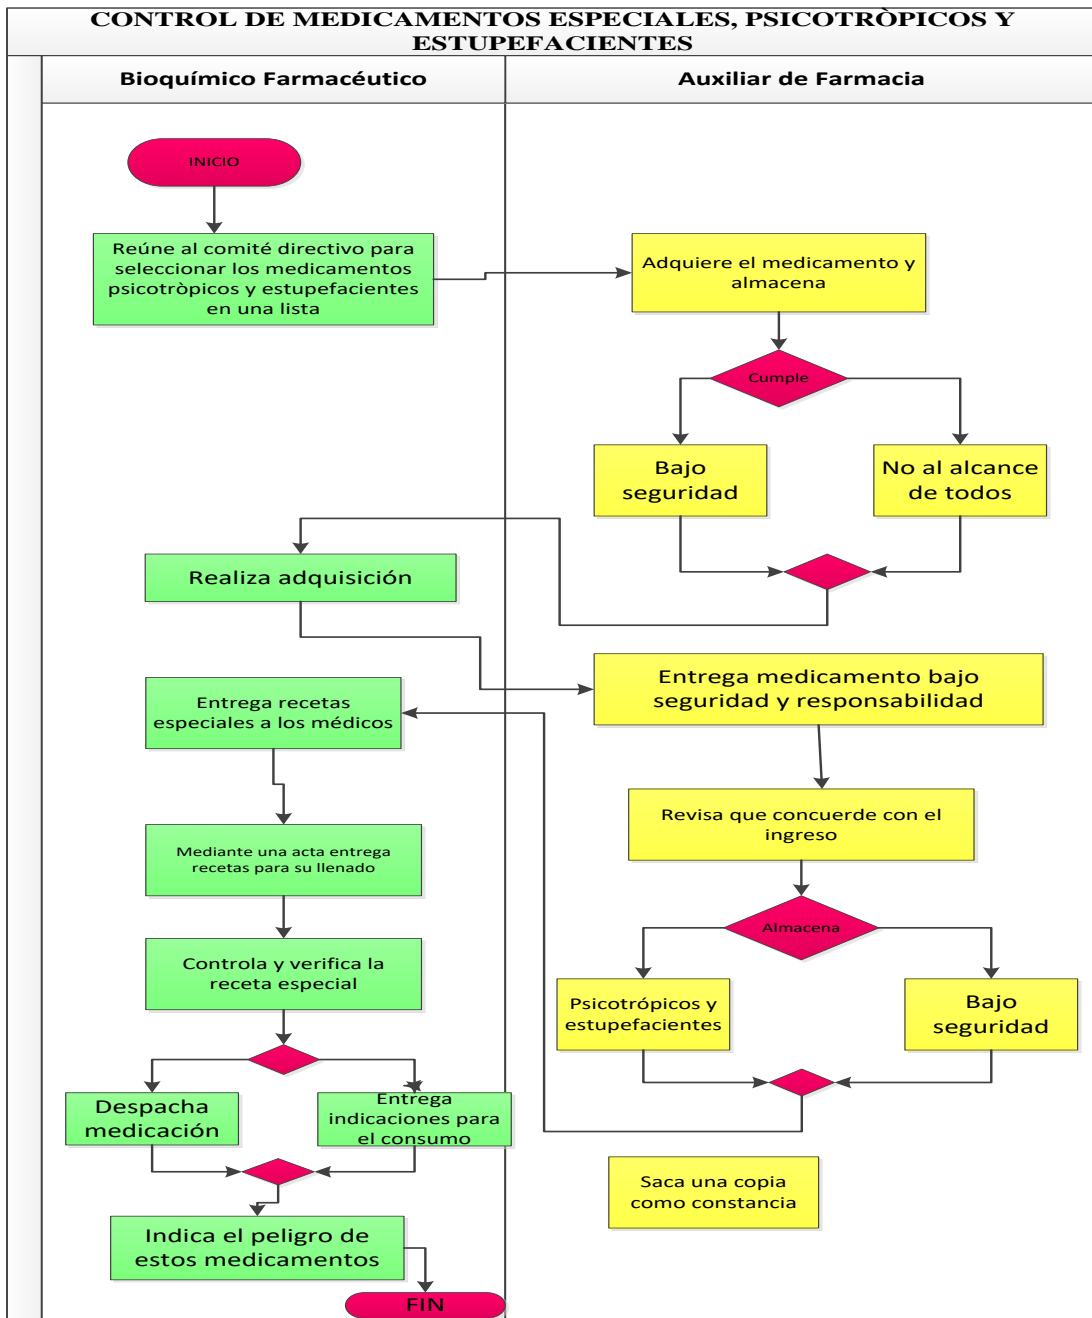 CONTROL DE MEDICAMENTOS ESPECIALES, PSICOTRÒPICOS Y
ESTUPEFACIENTES
Bioquímico Farmacéutico
Auxiliar de Farmacia
INICIO
Reúne al comité directivo para
seleccionar los medicamentos
psicotròpicos y estupefacientes
en una lista
Adquiere el medicamento y
almacena
Cumple
Bajo
seguridad
No al alcance
de todos
Realiza adquisición
Entrega medicamento bajo
seguridad y responsabilidad
Entrega recetas
especiales a los médicos
Revisa que concuerde con el
ingreso
Mediante una acta entrega
recetas para su llenado
Almacena
Controla y verifica la
receta especial
Psicotrópicos y
estupefacientes
Bajo
seguridad
Despacha
medicación
Entrega
indicaciones para
el consumo
Saca una copia
como constancia
Indica el peligro de
estos medicamentos
FIN